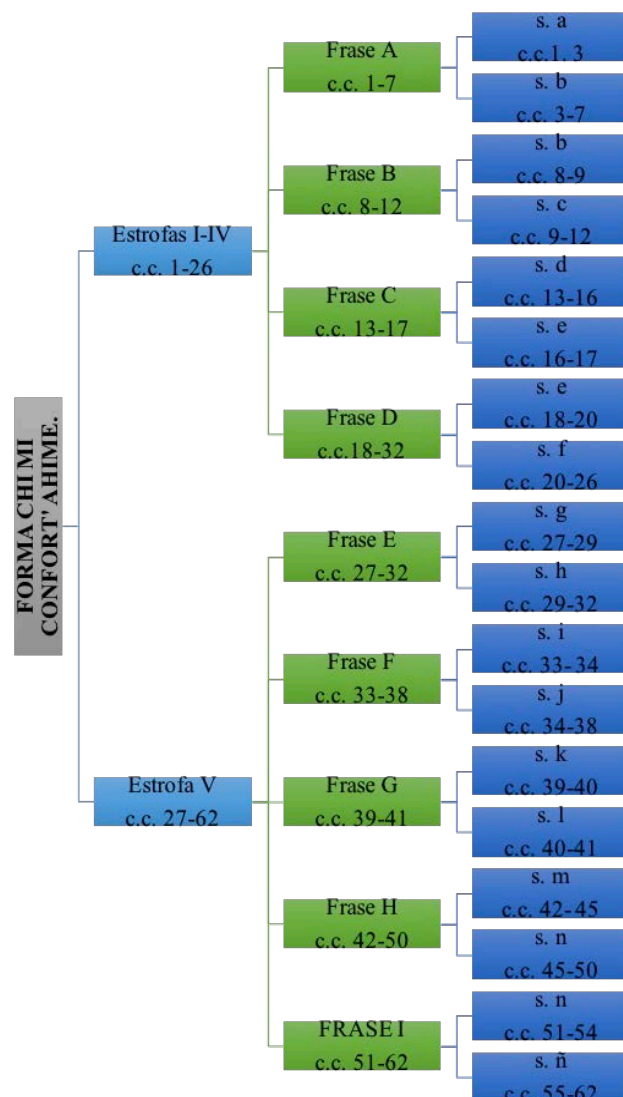 FORMA CHI MI
CONFORT' AHIME.
Estrofas I-IV
c.c. 1-26
Frase A
c.c. 1-7
s. a
c.c.1. 3
s. b
c.c. 3-7
Frase B
c.c. 8-12
s. b
c.c. 8-9
s. c
c.c. 9-12
Frase C
c.c. 13-17
s. d
c.c. 13-16
s. e
c.c. 16-17
Frase D
c.c.18-32
s. e
c.c. 18-20
s. f
c.c. 20-26
Estrofa V
c.c. 27-62
Frase E
c.c. 27-32
s. g
c.c. 27-29
s. h
c.c. 29-32
Frase F
c.c. 33-38
s. i
c.c. 33-34
s. j
c.c. 34-38
Frase G
c.c. 39-41
s. k
c.c. 39-40
s. l
c.c. 40-41
Frase H
c.c. 42-50
s. m
c.c. 42-45
s. n
c.c. 45-50
FRASE I
c.c. 51-62
s. n
c.c. 51-54
s. ñ
c.c. 55-62